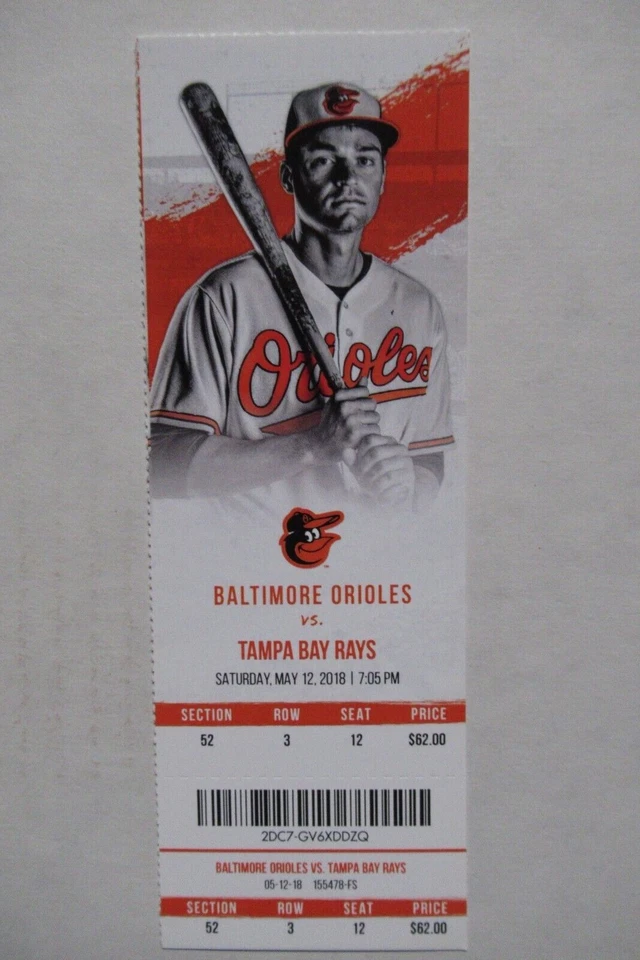 Orioles
BALTIMORE ORIOLES
VS.
TAMPA BAY RAYS
SATURDAY, MAY 12, 2018 | 7:05 PM
SECTION ROW SEAT PRICE
52 3 12 $62.00
2DC7-GV6XDDZQ
BALTIMORE ORIOLES VS. TAMPA BAY RAYS
05-12-18 155478-FS
SECTION ROW SEAT PRICE
52 3 12 $62.00